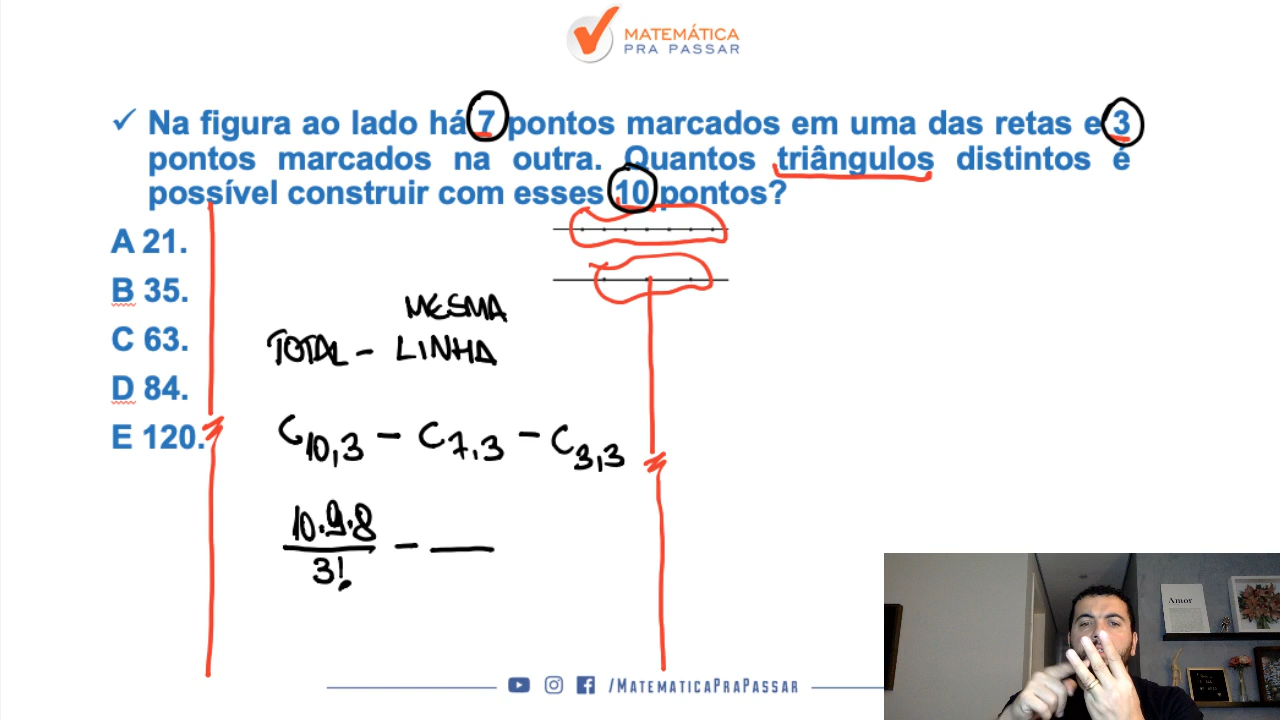 MATEMÁTICA
PRA PASSAR
✓ Na figura ao lado há 7 pontos marcados em uma das retas e 3
pontos marcados na outra. Quantos triângulos distintos é
possível construir com esses 10 pontos?
A 21.
B 35.
C 63.
D 84.
E 120.
MESMA
TOTAL - LINHA
C10,3 - C7,3 - C3,3
10.9.8
3!
-
/MATEMATICAPRAPASSAR
Amor